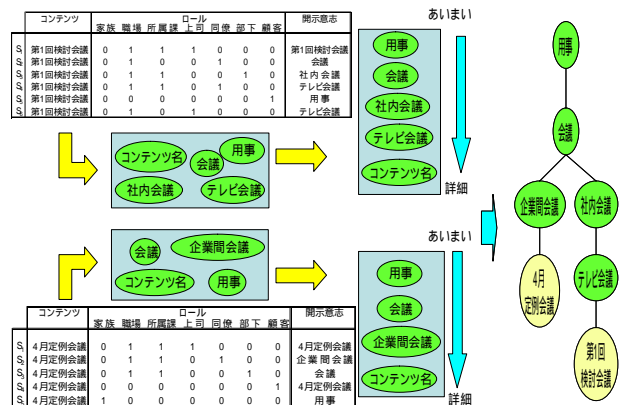 コンテンツ ロール 開示意志
家族 職場 所属課 上司 同僚 部下 顧客
S1 第1回検討会議 0 1 1 1 0 0 0 第1回検討会議
S2 第1回検討会議 0 1 1 0 1 0 0 会議
S3 第1回検討会議 0 1 1 0 0 1 0 社内会議
S4 第1回検討会議 0 1 1 0 1 0 0 テレビ会議
S5 第1回検討会議 0 0 0 0 0 0 1 用事
S6 第1回検討会議 0 1 0 1 0 0 0 テレビ会議
コンテンツ名
会議
用事
社内会議
テレビ会議
あいまい
用事
会議
社内会議
テレビ会議
コンテンツ名
詳細
会議
企業間会議
コンテンツ名
用事
あいまい
用事
会議
企業間会議
コンテンツ名
詳細
コンテンツ ロール 開示意志
家族 職場 所属課 上司 同僚 部下 顧客
S1 4月定例会議 0 1 1 1 0 0 0 4月定例会議
S2 4月定例会議 0 1 1 0 1 0 0 企業間会議
S3 4月定例会議 0 1 1 0 0 1 0 会議
S4 4月定例会議 0 0 0 0 0 0 1 4月定例会議
S5 4月定例会議 1 0 0 0 0 0 0 用事
用事
会議
企業間会議
社内会議
4月
定例会議
テレビ会議
第1回
検討会議